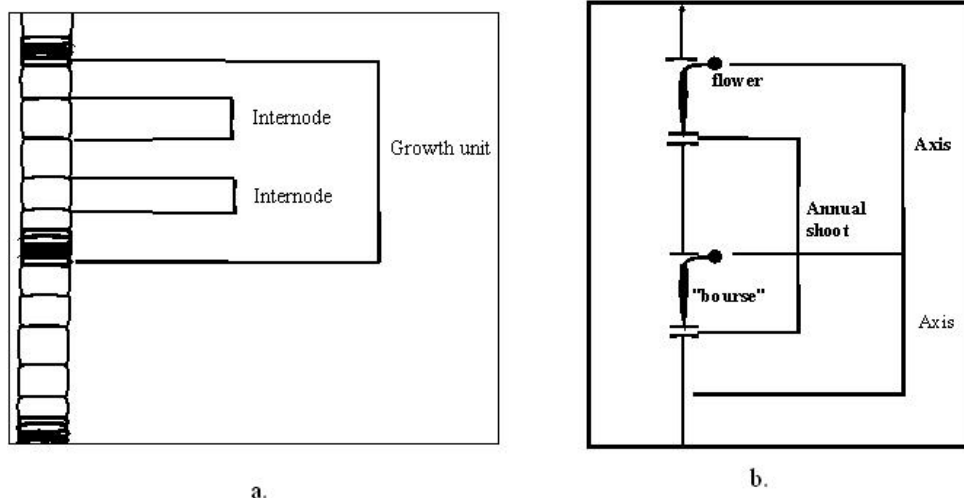 Internode
Growth unit
Internode
a.
flower
Axis
Annual
shoot
"bourse"
Axis
b.